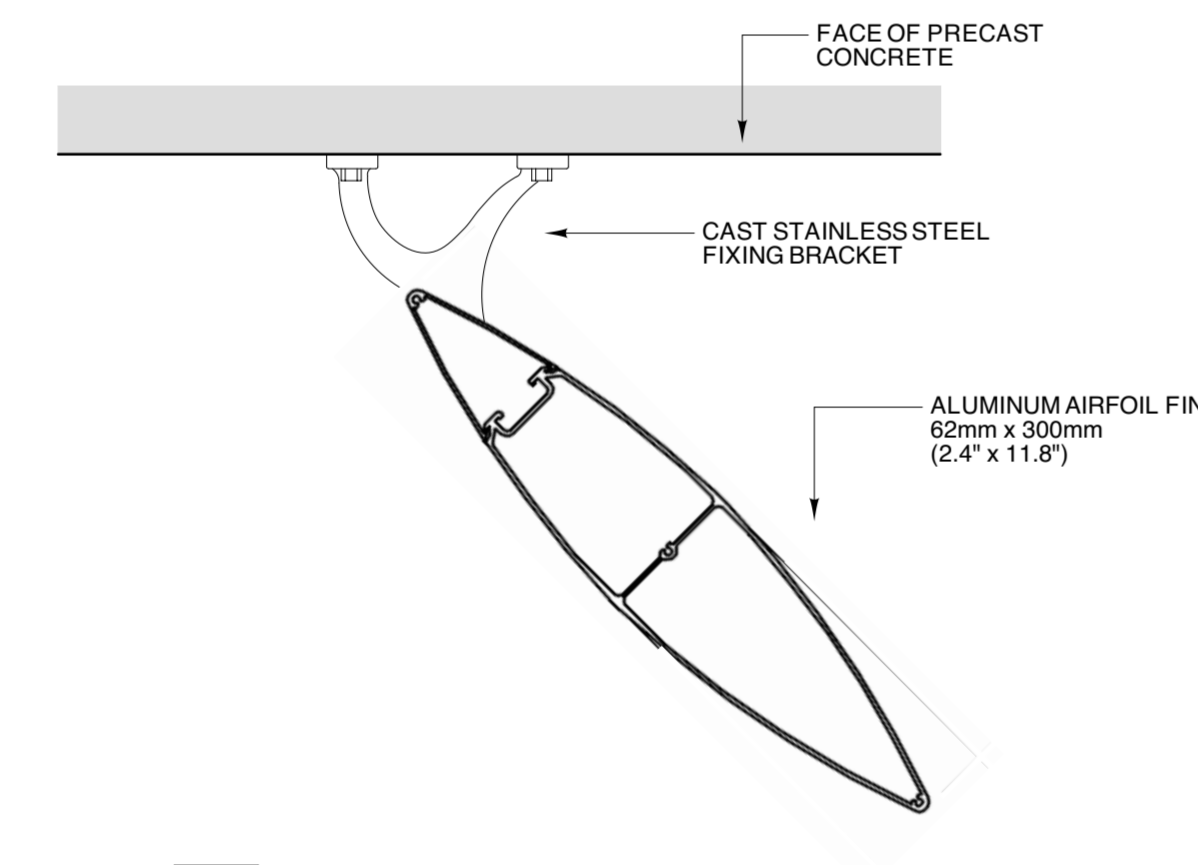 FACE OF PRECAST
CONCRETE
CAST STAINLESS STEEL
FIXING BRACKET
ALUMINUM AIRFOIL FIN
62mm x 300mm
(2.4" x 11.8")